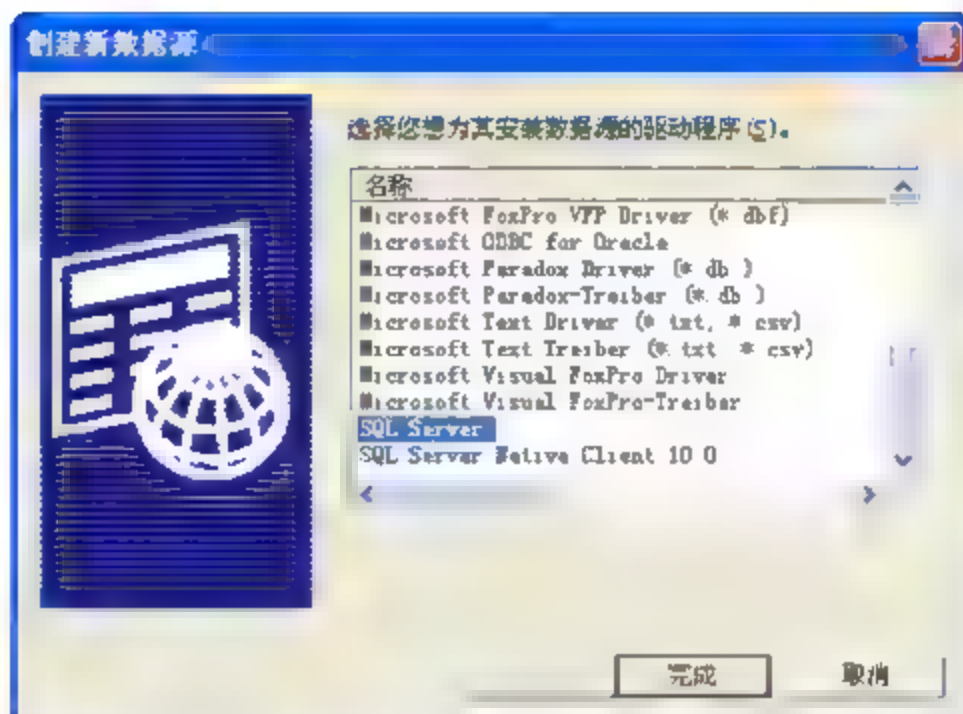 创建新数据源
选择您想为其安装数据源的驱动程序(S)。
名称
Microsoft FoxPro VFP Driver (* dbf)
Microsoft ODBC for Oracle
Microsoft Paradox Driver (* db )
Microsoft Paradox-Treiber (* db )
Microsoft Text Driver (* txt, * csv)
Microsoft Text Treiber (* txt * csv)
Microsoft Visual FoxPro Driver
Microsoft Visual FoxPro-Treiber
SQL Server
SQL Server Native Client 10 0
完成 取消